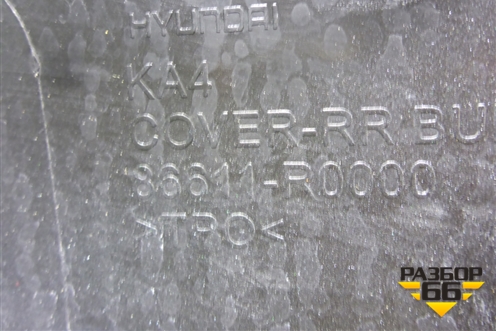 HYUNDAI
KA4
COVER-RR BU
86611-R0000
>TPO<
РАЗБОР
66